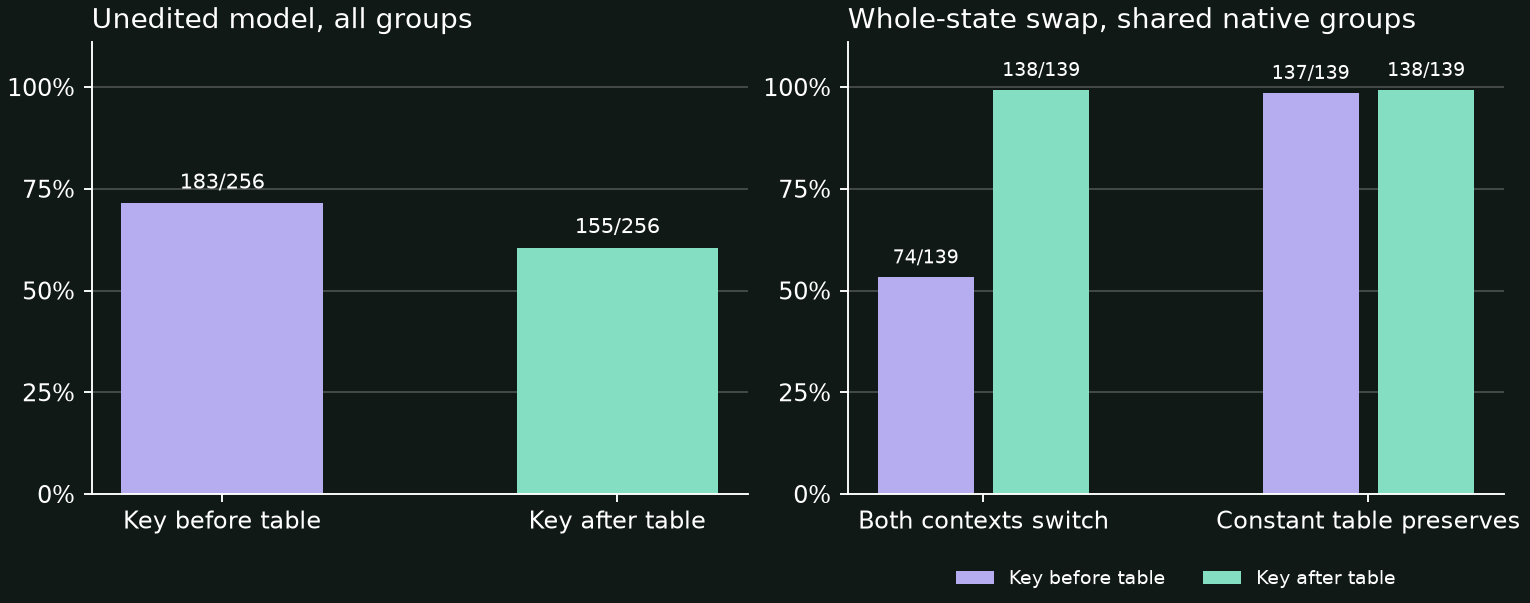 Unedited model, all groups
100%
75%
50%
25%
0%
183/256
155/256
Key before table
Key after table
Whole-state swap, shared native groups
100%
75%
50%
25%
0%
74/139
138/139
137/139
138/139
Both contexts switch
Constant table preserves
Key before table
Key after table